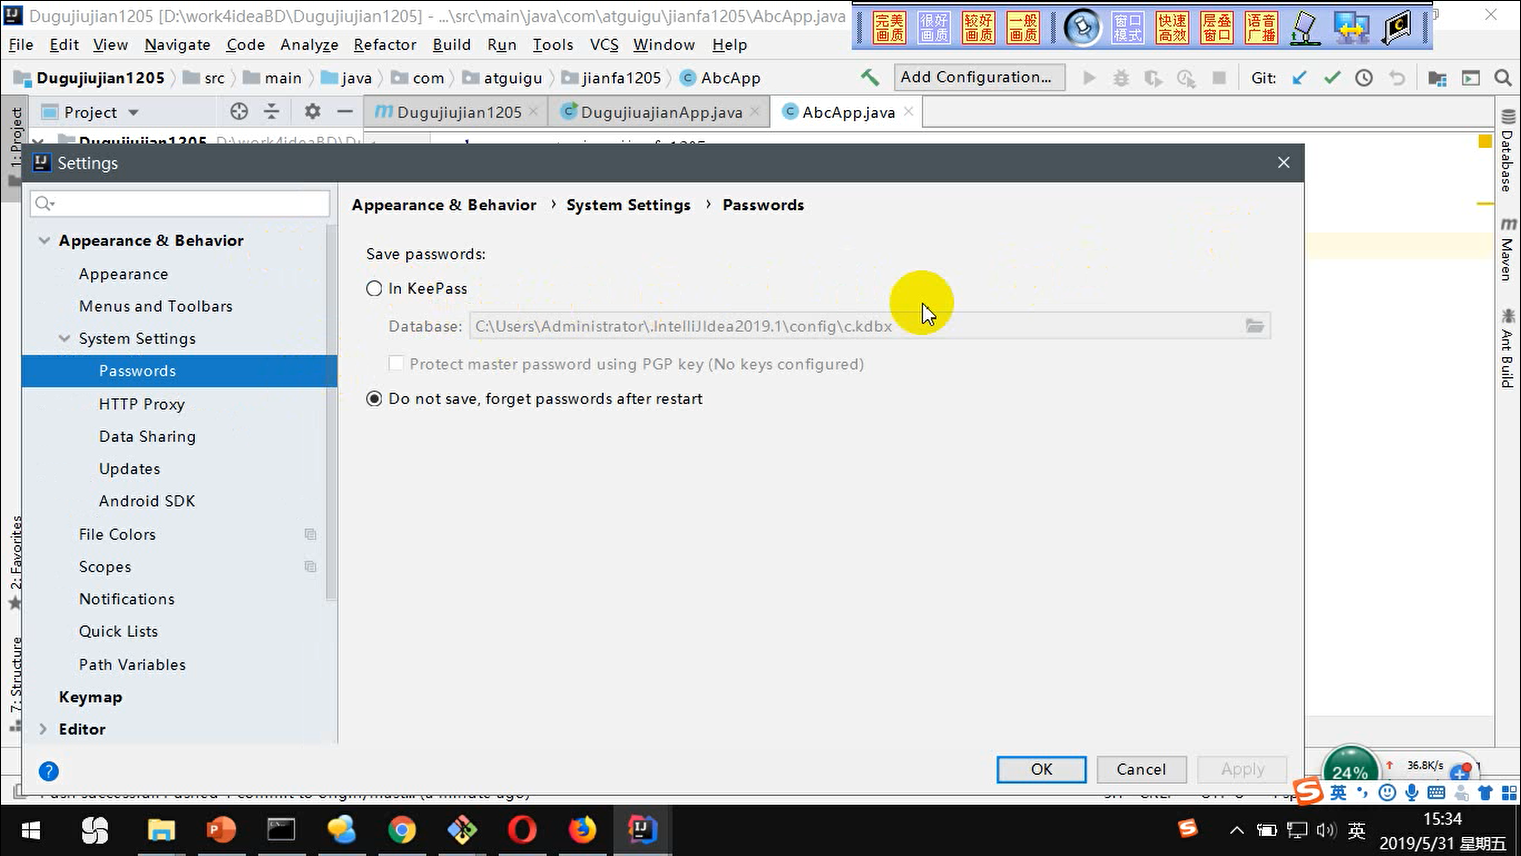 Dugujiujian1205 [D:\work4ideaBD\Dugujiujian1205] - ...\src\main\java\com\atguigu\jianfa1205\AbcApp.java
完美画质 很好画质 较好画质 一般画质 窗口模式 快速高效 层叠窗口 语音广播
File Edit View Navigate Code Analyze Refactor Build Run Tools VCS Window Help
Dugujiujian1205 src main java com atguigu jianfa1205 AbcApp Add Configuration... Git:
Project Dugujiujian1205 DugujiuajianApp.java AbcApp.java
1: Project
Dugujiujian1205
Database
Maven
Ant Build
Settings
Appearance & Behavior › System Settings › Passwords
Appearance & Behavior
Appearance
Menus and Toolbars
System Settings
Passwords
HTTP Proxy
Data Sharing
Updates
Android SDK
File Colors
Scopes
Notifications
Quick Lists
Path Variables
Keymap
Editor
Save passwords:
In KeePass
Database: C:\Users\Administrator\.IntelliJIdea2019.1\config\c.kdbx
Protect master password using PGP key (No keys configured)
Do not save, forget passwords after restart
2: Favorites
7: Structure
OK Cancel Apply
24% 36.8K/s
英
英 15:34
2019/5/31 星期五